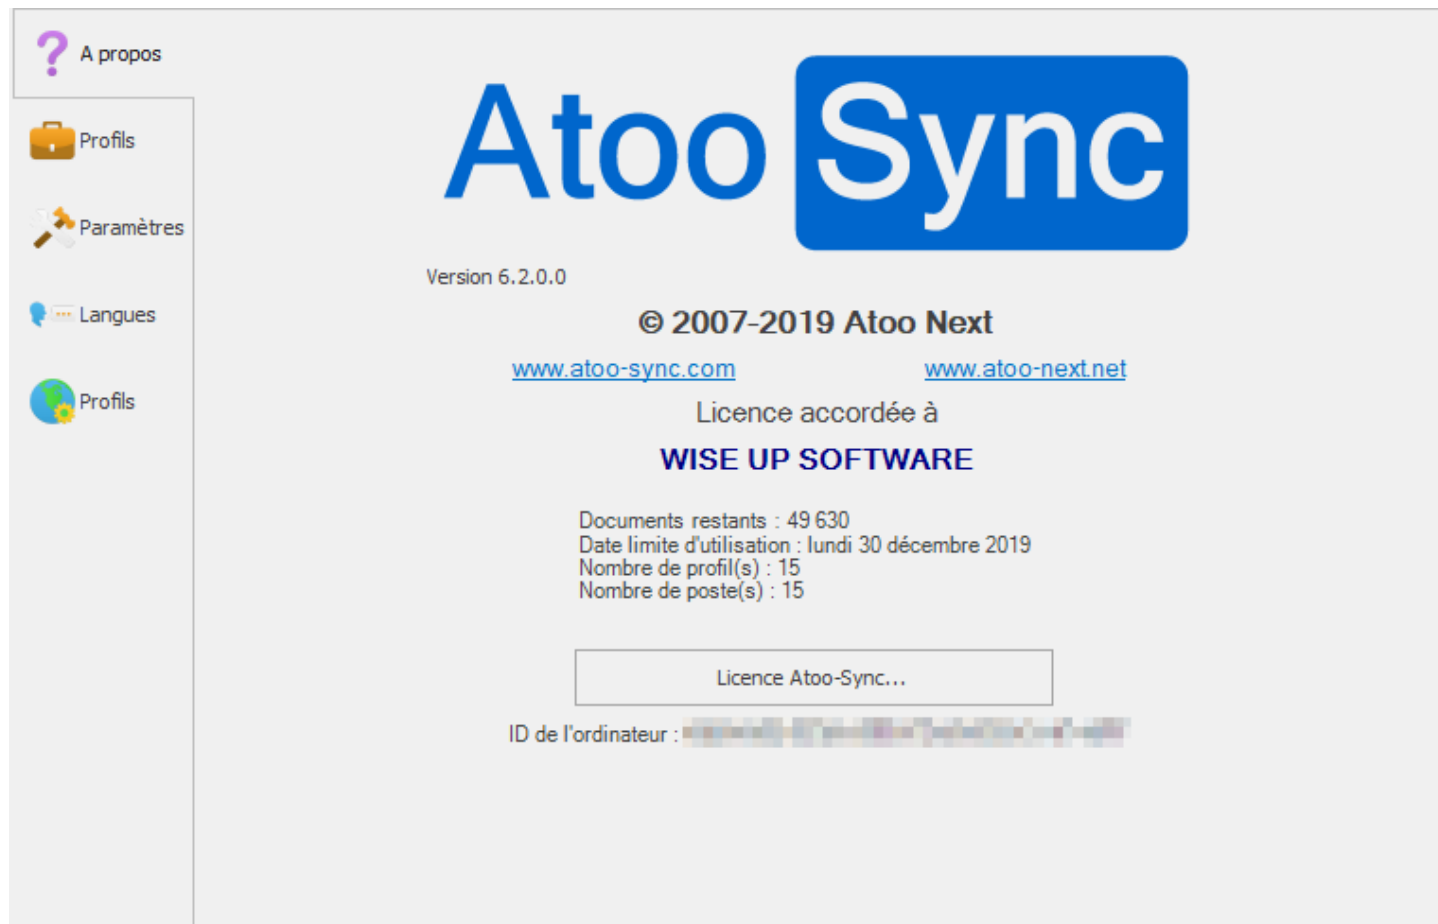 A propos
Profils
Paramètres
Langues
Profils
Atoo Sync
Version 6.2.0.0
© 2007-2019 Atoo Next
www.atoo-sync.com www.atoo-next.net
Licence accordée à
WISE UP SOFTWARE
Documents restants : 49 630
Date limite d'utilisation : lundi 30 décembre 2019
Nombre de profil(s) : 15
Nombre de poste(s) : 15
Licence Atoo-Sync...
ID de l'ordinateur :